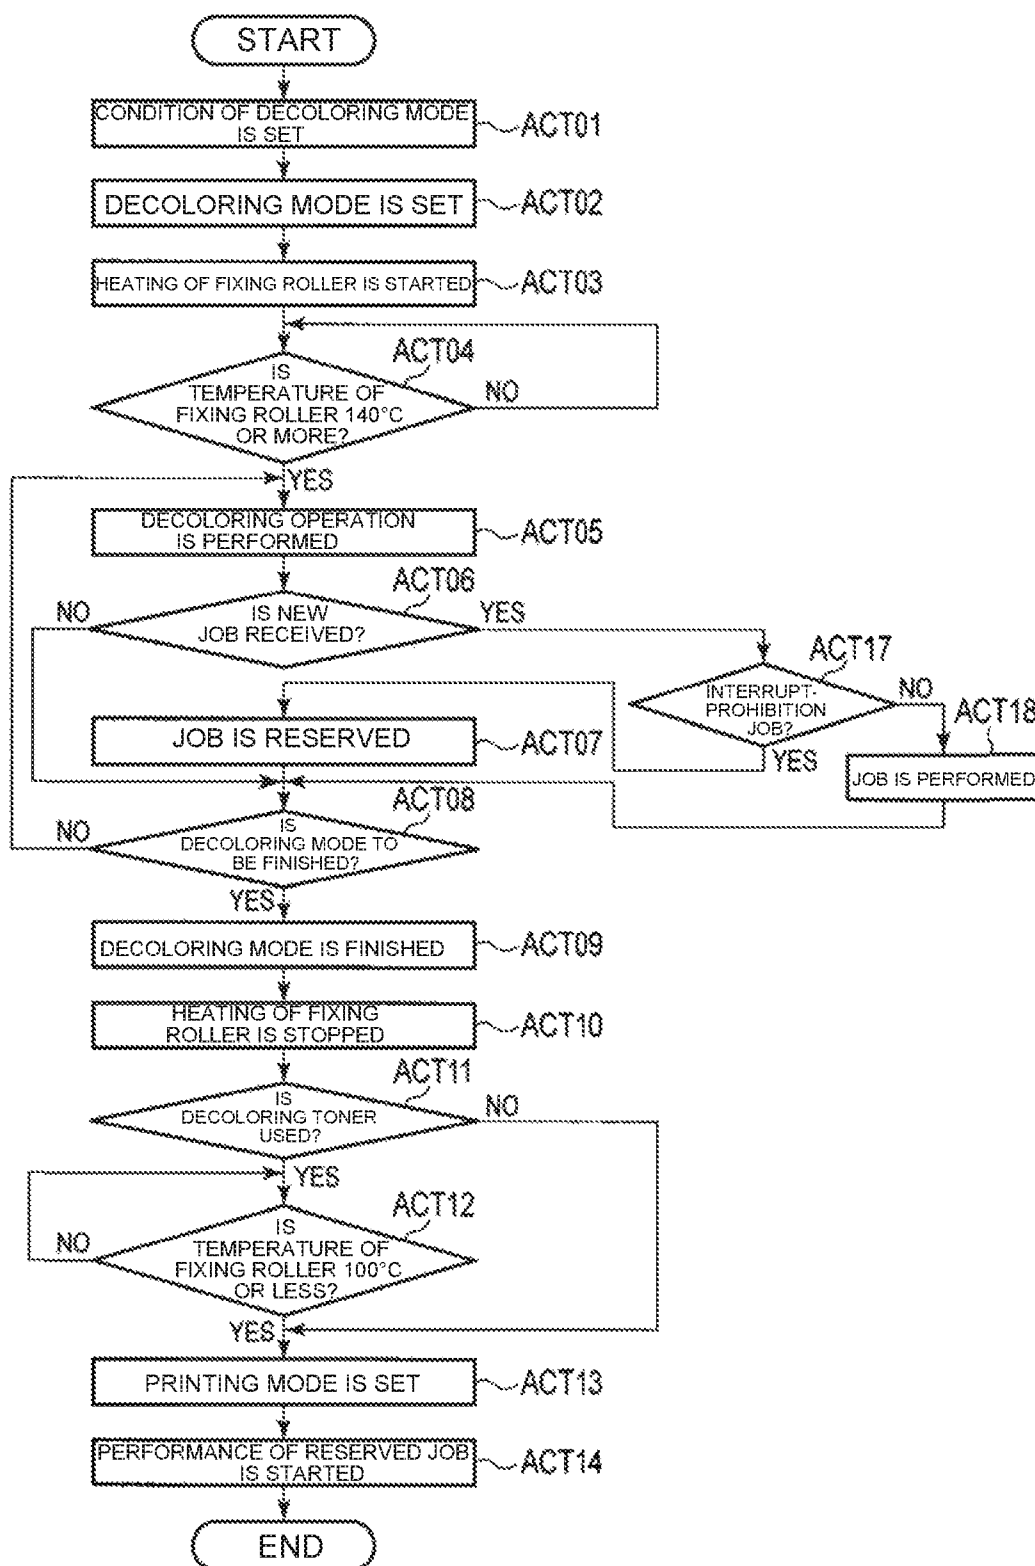 START
CONDITION OF DECOLORING MODE
IS SET
ACT01
DECOLORING MODE IS SET
ACT02
HEATING OF FIXING ROLLER IS STARTED
ACT03
ACT04
IS
TEMPERATURE OF
FIXING ROLLER 140°C
OR MORE?
NO
YES
DECOLORING OPERATION
IS PERFORMED
ACT05
ACT06
NO
IS NEW
JOB RECEIVED?
YES
ACT17
INTERRUPT-
PROHIBITION
JOB?
NO
YES
ACT18
JOB IS PERFORMED
JOB IS RESERVED
ACT07
ACT08
NO
IS
DECOLORING MODE TO
BE FINISHED?
YES
DECOLORING MODE IS FINISHED
ACT09
HEATING OF FIXING
ROLLER IS STOPPED
ACT10
ACT11
IS
DECOLORING TONER
USED?
NO
YES
ACT12
NO
IS
TEMPERATURE OF
FIXING ROLLER 100°C
OR LESS?
YES
PRINTING MODE IS SET
ACT13
PERFORMANCE OF RESERVED JOB
IS STARTED
ACT14
END